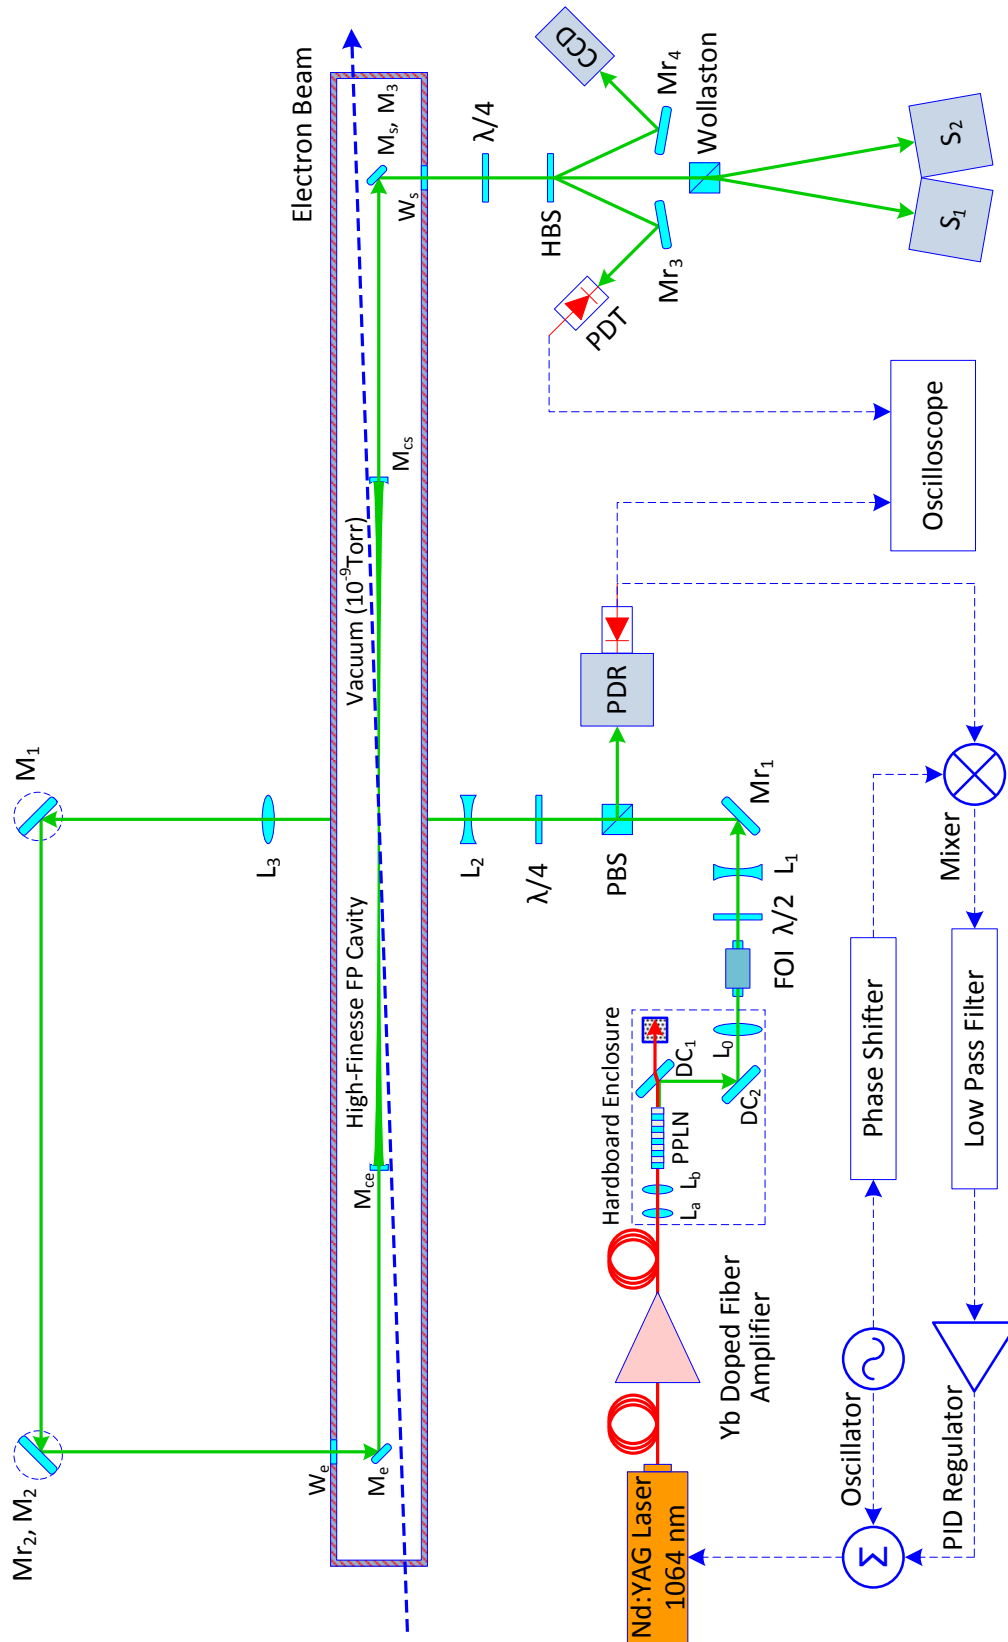 Mr2, M2
M1
L3
We
Me
Electron Beam
Ms, M3
Ws
Vacuum (10-9Torr)
High-Finesse FP Cavity
Mce
Mcs
L2
λ/4
PBS
PDR
Mr1
L1
λ/2
FOI
L0
Hardboard Enclosure
DC1
DC2
PPLN
La
Lb
Yb Doped Fiber
Amplifier
Nd:YAG Laser
1064 nm
λ/4
HBS
CCD
Mr4
Mr3
PDT
Wollaston
S1
S2
Oscilloscope
Mixer
Phase Shifter
Low Pass Filter
Oscillator
PID Regulator
Σ